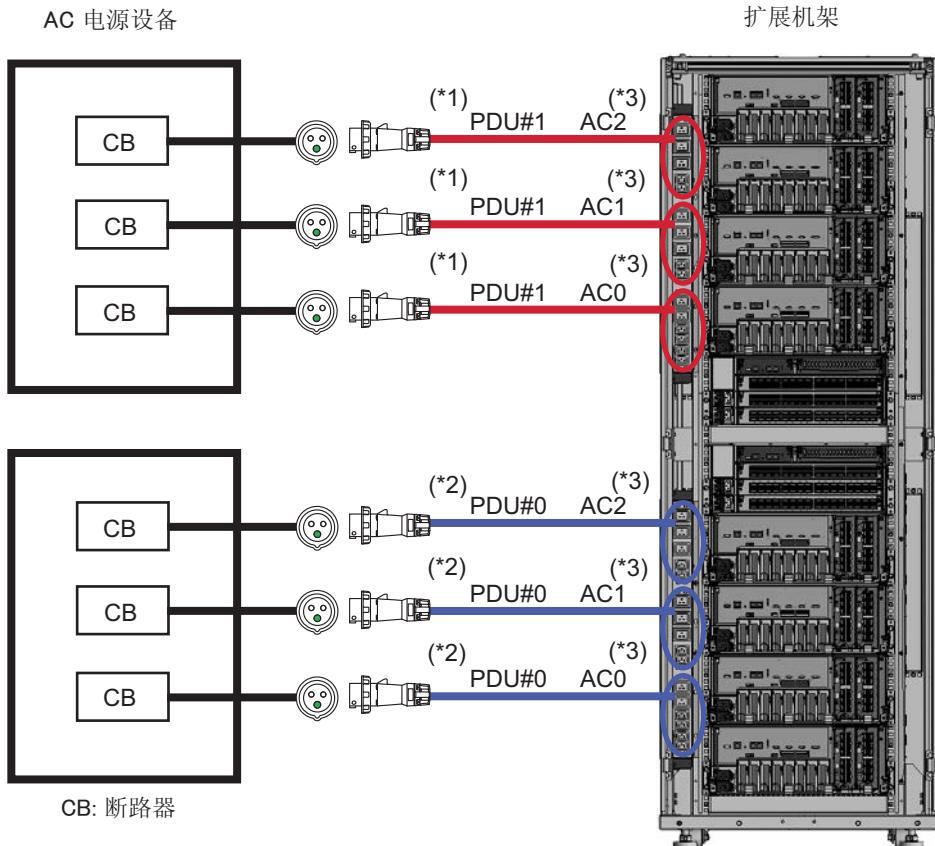 AC 电源设备
扩展机架
(*1) (*3)
CB PDU#1 AC2
(*1) (*3)
CB PDU#1 AC1
(*1) (*3)
CB PDU#1 AC0
(*2) (*3)
CB PDU#0 AC2
(*2) (*3)
CB PDU#0 AC1
(*2) (*3)
CB PDU#0 AC0
CB: 断路器